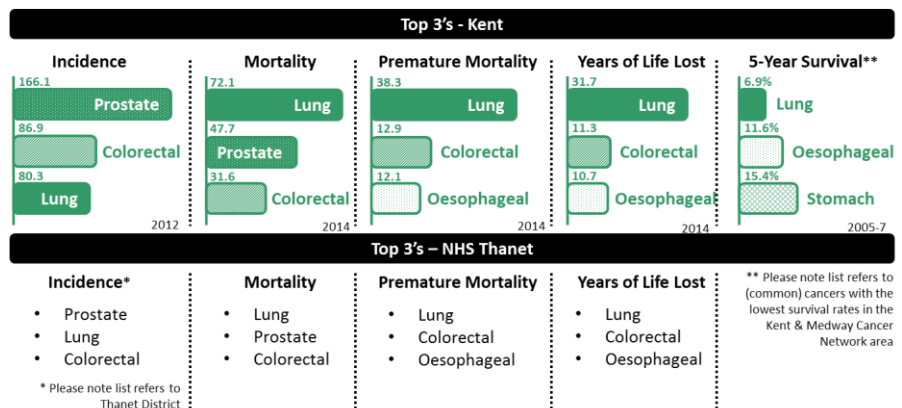 Top 3's - Kent
Incidence
166.1
Prostate
86.9
Colorectal
80.3
Lung
2012
Mortality
72.1
Lung
47.7
Prostate
31.6
Colorectal
2014
Premature Mortality
38.3
Lung
12.9
Colorectal
12.1
Oesophageal
2014
Years of Life Lost
31.7
Lung
11.3
Colorectal
10.7
Oesophageal
2014
5-Year Survival**
6.9%
Lung
11.6%
Oesophageal
15.4%
Stomach
2005-7
Top 3's – NHS Thanet
Incidence*
• Prostate
• Lung
• Colorectal
* Please note list refers to
Thanet District
Mortality
• Lung
• Prostate
• Colorectal
Premature Mortality
• Lung
• Colorectal
• Oesophageal
Years of Life Lost
• Lung
• Colorectal
• Oesophageal
** Please note list refers to
(common) cancers with the
lowest survival rates in the
Kent & Medway Cancer
Network area